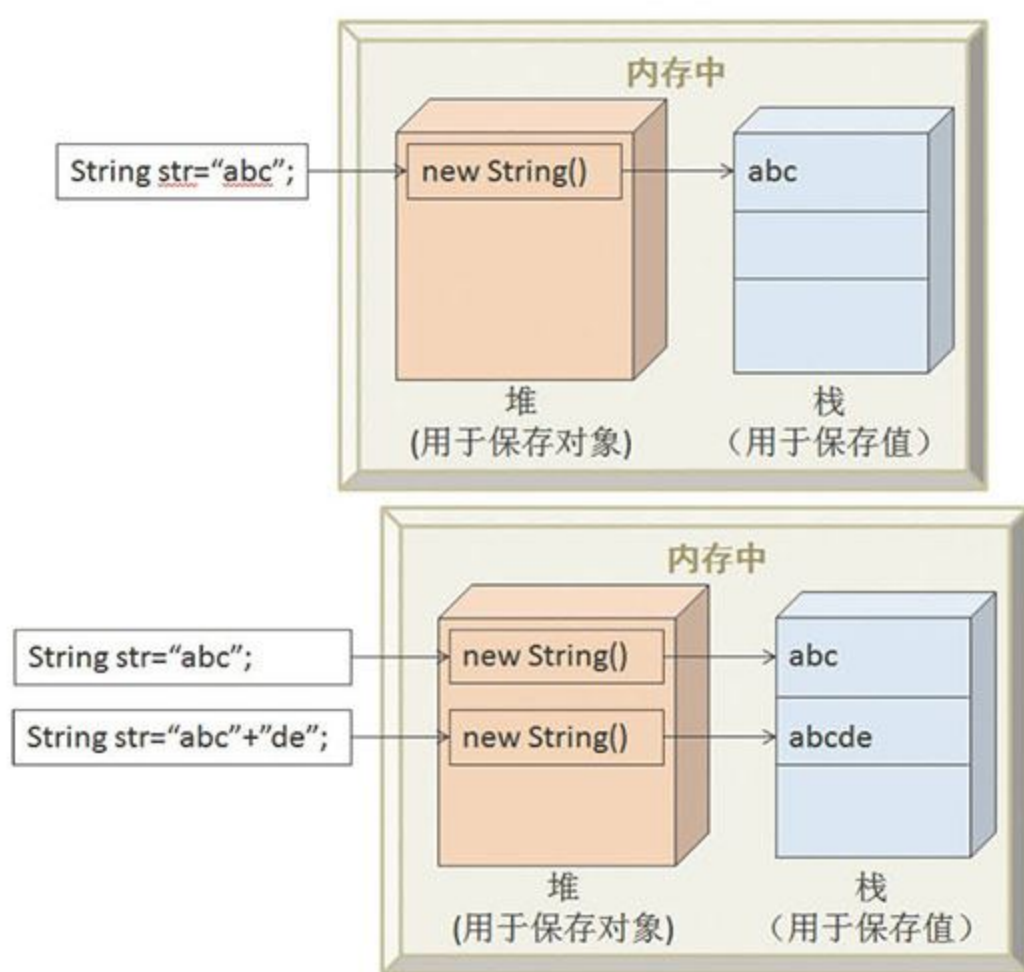 内存中
String str=“abc”;
new String()
abc
堆
(用于保存对象)
栈
（用于保存值）
内存中
String str=“abc”;
new String()
abc
String str=“abc”+”de”;
new String()
abcde
堆
(用于保存对象)
栈
（用于保存值）